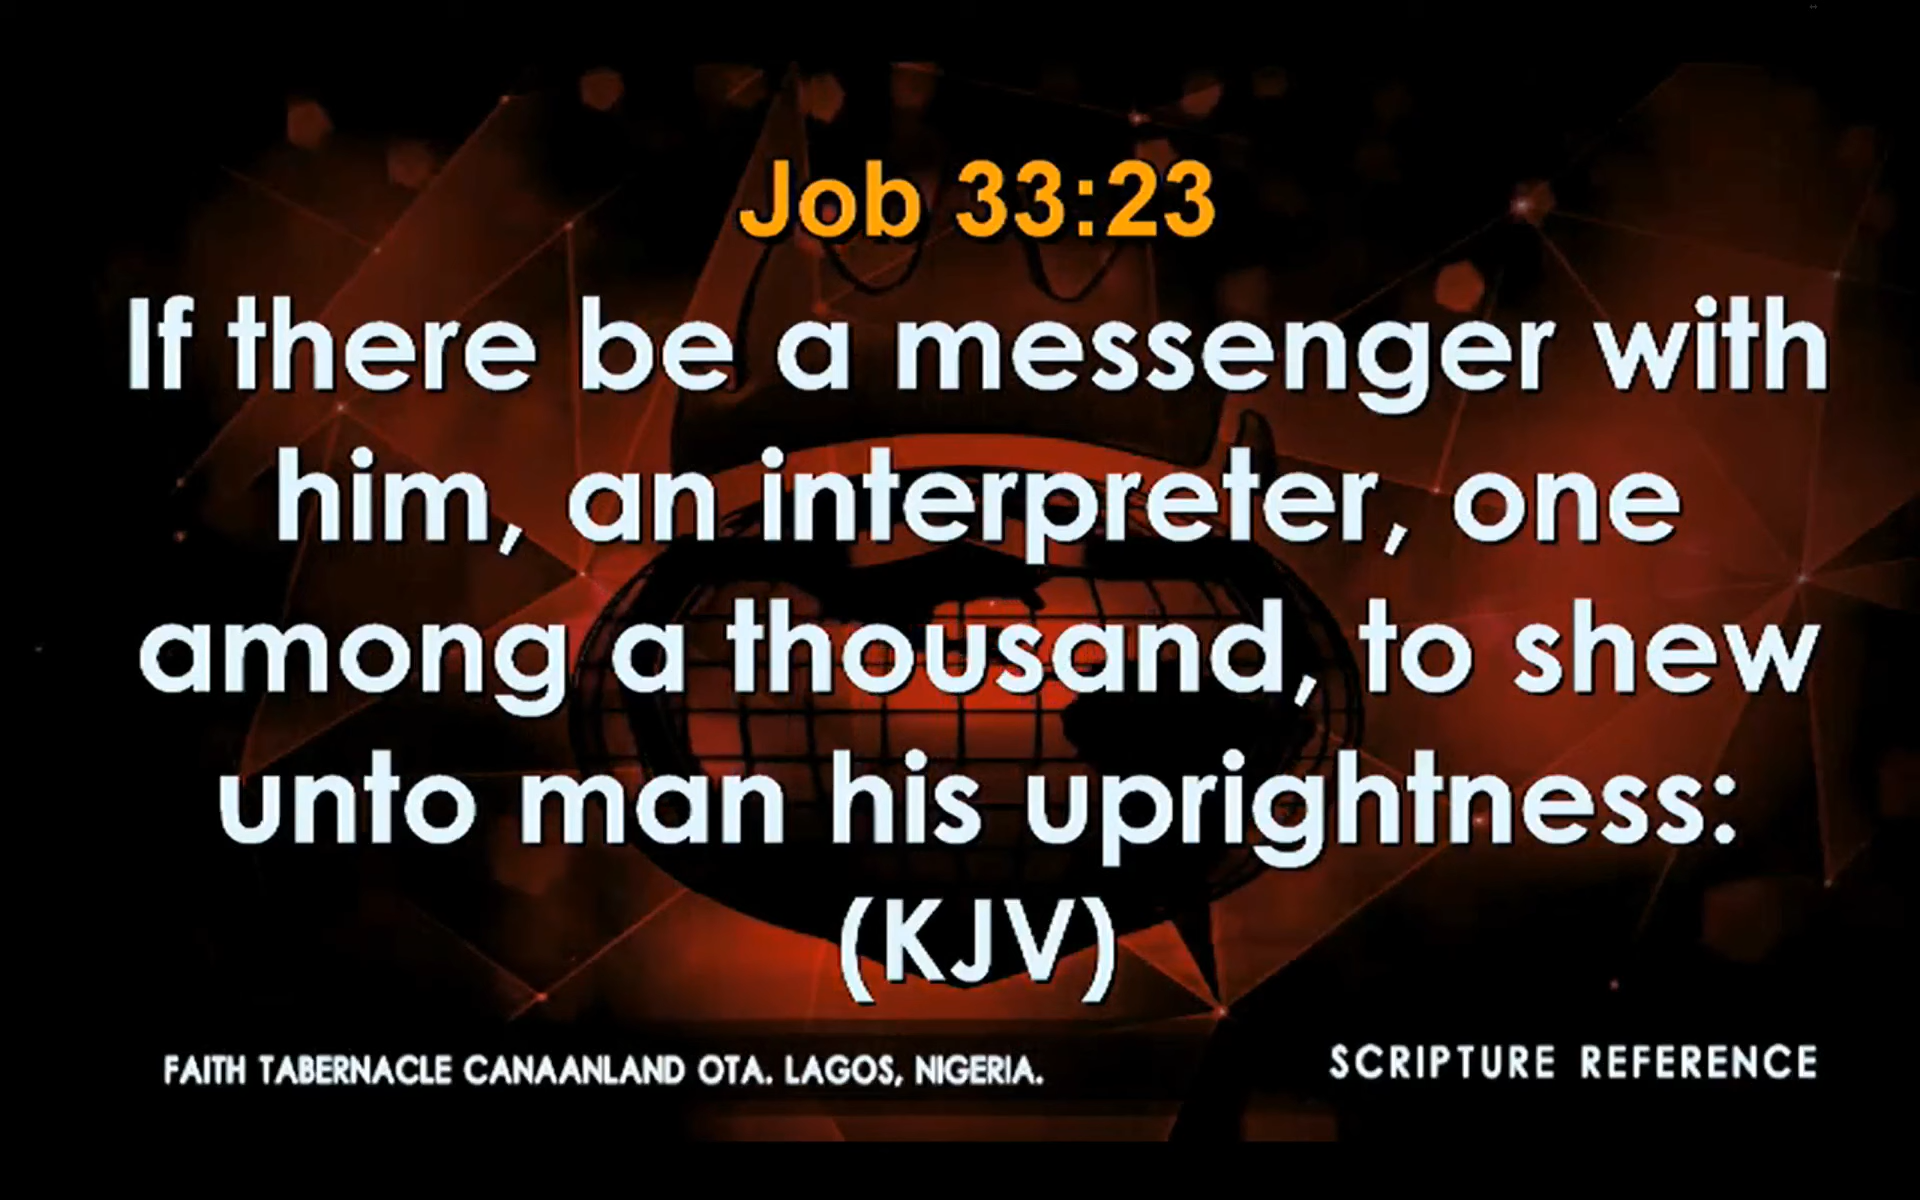 Job 33:23
If there be a messenger with
him, an interpreter, one
among a thousand, to shew
unto man his uprightness:
(KJV)
FAITH TABERNACLE CANAANLAND OTA. LAGOS, NIGERIA.
SCRIPTURE REFERENCE